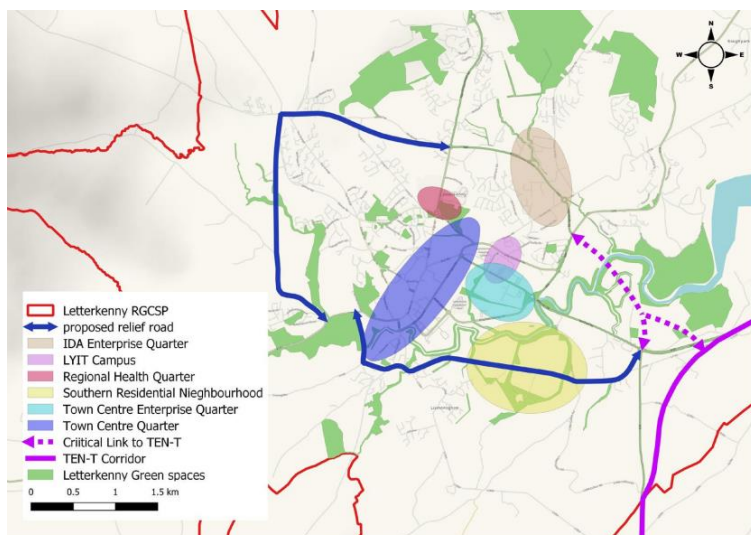 N
W E
S
Letterkenny RGCSP
proposed relief road
IDA Enterprise Quarter
LYIT Campus
Regional Health Quarter
Southern Residential Nieghbourhood
Town Centre Enterprise Quarter
Town Centre Quarter
Criitical Link to TEN-T
TEN-T Corridor
Letterkenny Green spaces
0 0.5 1 1.5 km